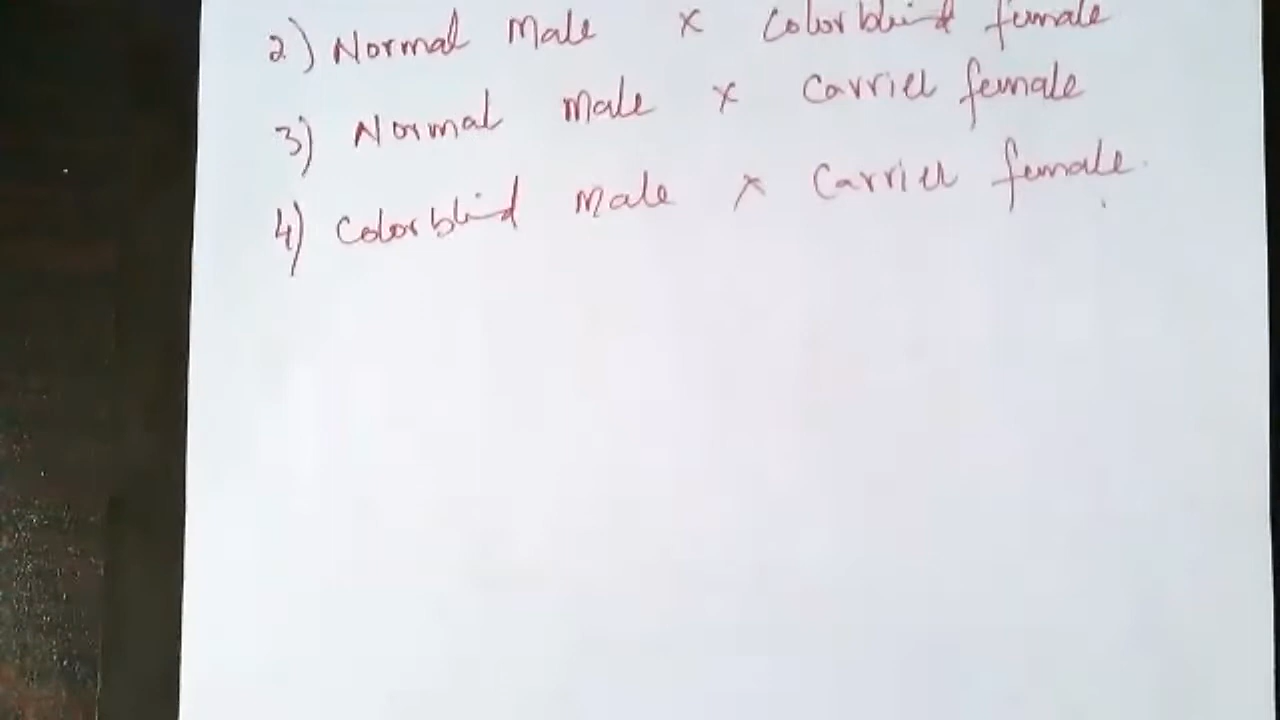 2) Normal Male x Colorblind female
3) Normal male x Carrier female
4) Colorblind male x Carrier female.